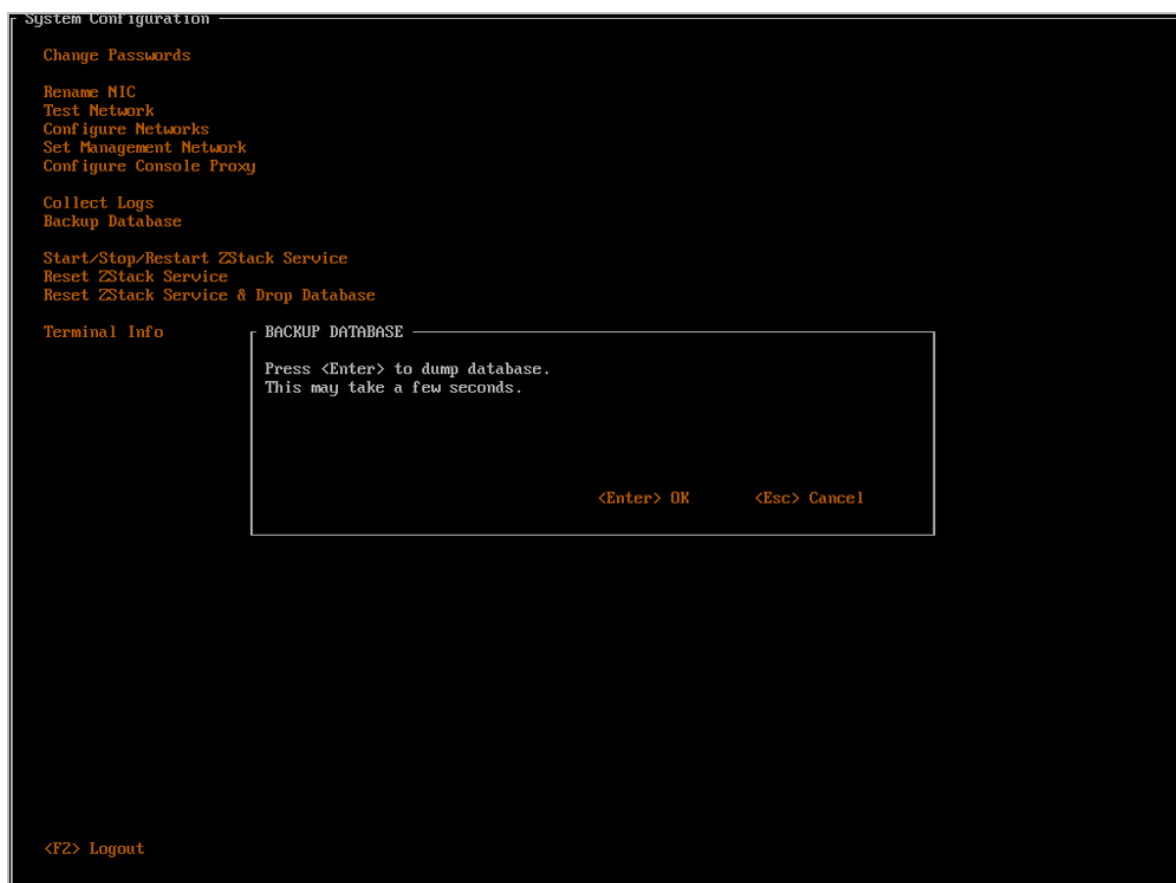 System Configuration
Change Passwords
Rename NIC
Test Network
Configure Networks
Set Management Network
Configure Console Proxy
Collect Logs
Backup Database
Start/Stop/Restart ZStack Service
Reset ZStack Service
Reset ZStack Service & Drop Database
Terminal Info
BACKUP DATABASE
Press <Enter> to dump database.
This may take a few seconds.
<Enter> OK <Esc> Cancel
<F2> Logout